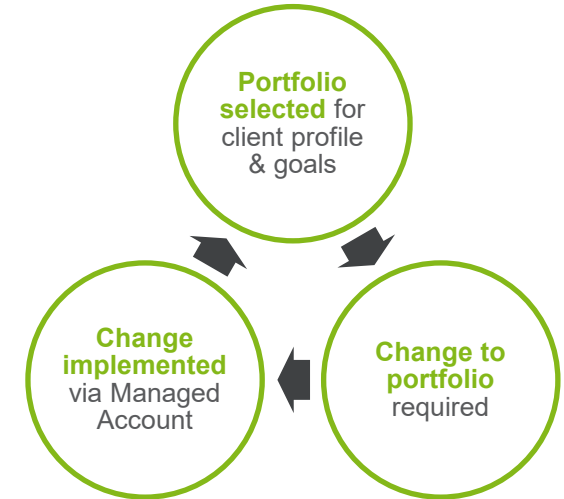 Portfolio
selected for
client profile
& goals
Change
implemented
via Managed
Account
Change to
portfolio
required